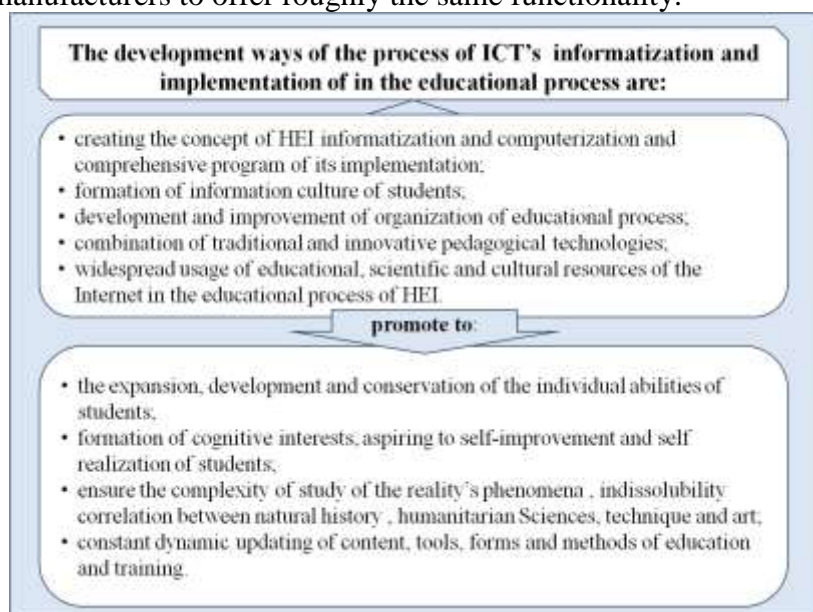 manufacturers to offer roughly the same functionality.
The development ways of the process of ICT's informatization and
implementation of in the educational process are:
• creating the concept of HEI informatization and computerization and
comprehensive program of its implementation;
• formation of information culture of students;
• development and improvement of organization of educational process;
• combination of traditional and innovative pedagogical technologies;
• widespread usage of educational, scientific and cultural resources of the
Internet in the educational process of HEI.
promote to:
• the expansion, development and conservation of the individual abilities of
students;
• formation of cognitive interests, aspiring to self-improvement and self
realization of students;
• ensure the complexity of study of the reality's phenomena , indissolubility
correlation between natural history , humanitarian Sciences, technique and art;
• constant dynamic updating of content, tools, forms and methods of education
and training.